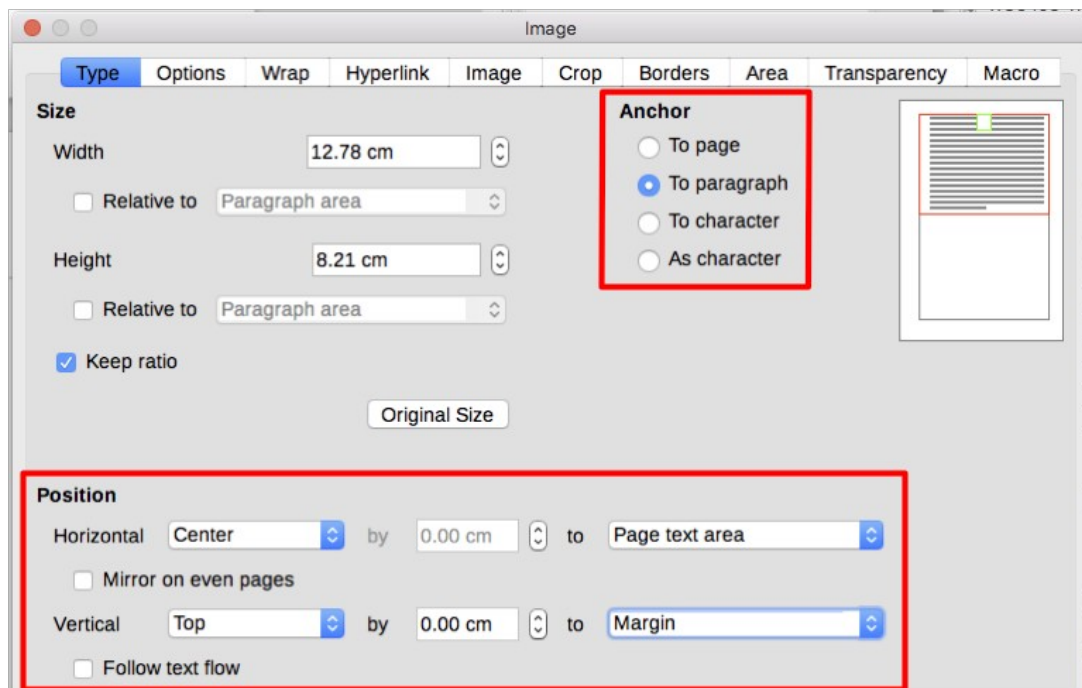 Image
Type Options Wrap Hyperlink Image Crop Borders Area Transparency Macro
Size
Anchor
Width 12.78 cm
To page
Relative to Paragraph area
To paragraph
To character
Height 8.21 cm
As character
Relative to Paragraph area
Keep ratio
Original Size
Position
Horizontal Center by 0.00 cm to Page text area
Mirror on even pages
Vertical Top by 0.00 cm to Margin
Follow text flow